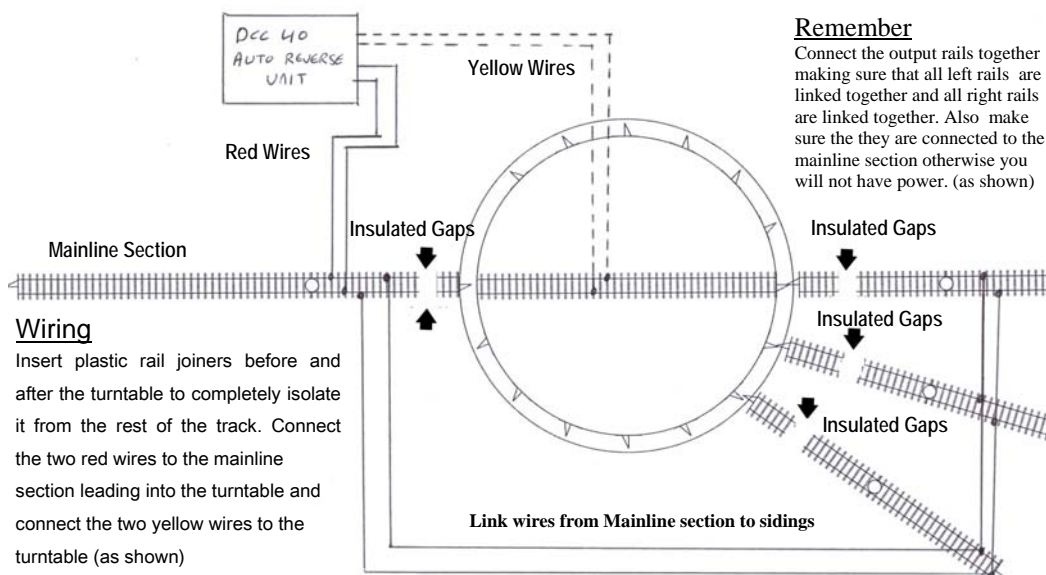 DCC 40
AUTO REVERSE
UNIT
Yellow Wires
Red Wires
Remember
Connect the output rails together
making sure that all left rails are
linked together and all right rails
are linked together. Also make
sure the they are connected to the
mainline section otherwise you
will not have power. (as shown)
Mainline Section
Insulated Gaps
Insulated Gaps
Insulated Gaps
Insulated Gaps
Wiring
Insert plastic rail joiners before and
after the turntable to completely isolate
it from the rest of the track. Connect
the two red wires to the mainline
section leading into the turntable and
connect the two yellow wires to the
turntable (as shown)
Link wires from Mainline section to sidings